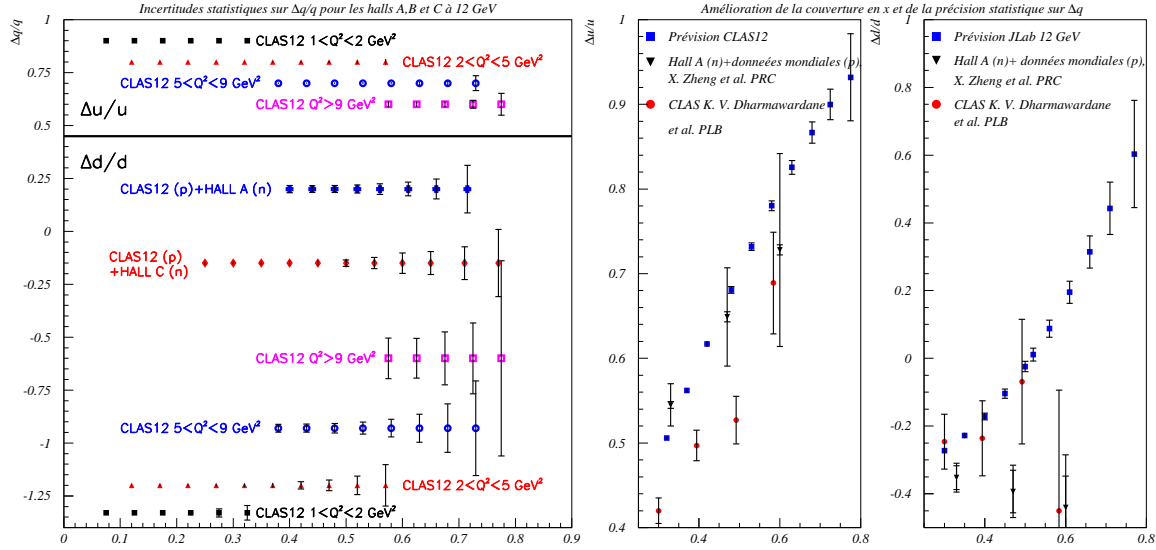 Incertitudes statistiques sur Δq/q pour les halls A,B et C à 12 GeV
Δq/q
1
0.75
0.5
CLAS12 1<Q²<2 GeV²
CLAS12 2<Q²<5 GeV²
CLAS12 5<Q²<9 GeV²
CLAS12 Q²>9 GeV²
Δu/u
Δd/d
0.25
0
-0.25
-0.5
-0.75
-1
-1.25
CLAS12 (p)+HALL A (n)
CLAS12 (p)
+HALL C (n)
CLAS12 Q²>9 GeV²
CLAS12 5<Q²<9 GeV²
CLAS12 2<Q²<5 GeV²
CLAS12 1<Q²<2 GeV²
0 0.1 0.2 0.3 0.4 0.5 0.6 0.7 0.8 0.9
Amélioration de la couverture en x et de la précision statistique sur Δq
Δu/u
1
0.9
0.8
0.7
0.6
0.5
0.4
Prévision CLAS12
Hall A (n)+données mondiales (p),
X. Zheng et al. PRC
CLAS K. V. Dharmawardane
et al. PLB
0.4 0.6 0.8
Δd/d
1
0.8
0.6
0.4
0.2
0
-0.2
-0.4
Prévision JLab 12 GeV
Hall A (n)+ données mondiales (p),
X. Zheng et al. PRC
CLAS K. V. Dharmawardane
et al. PLB
0.4 0.6 0.8